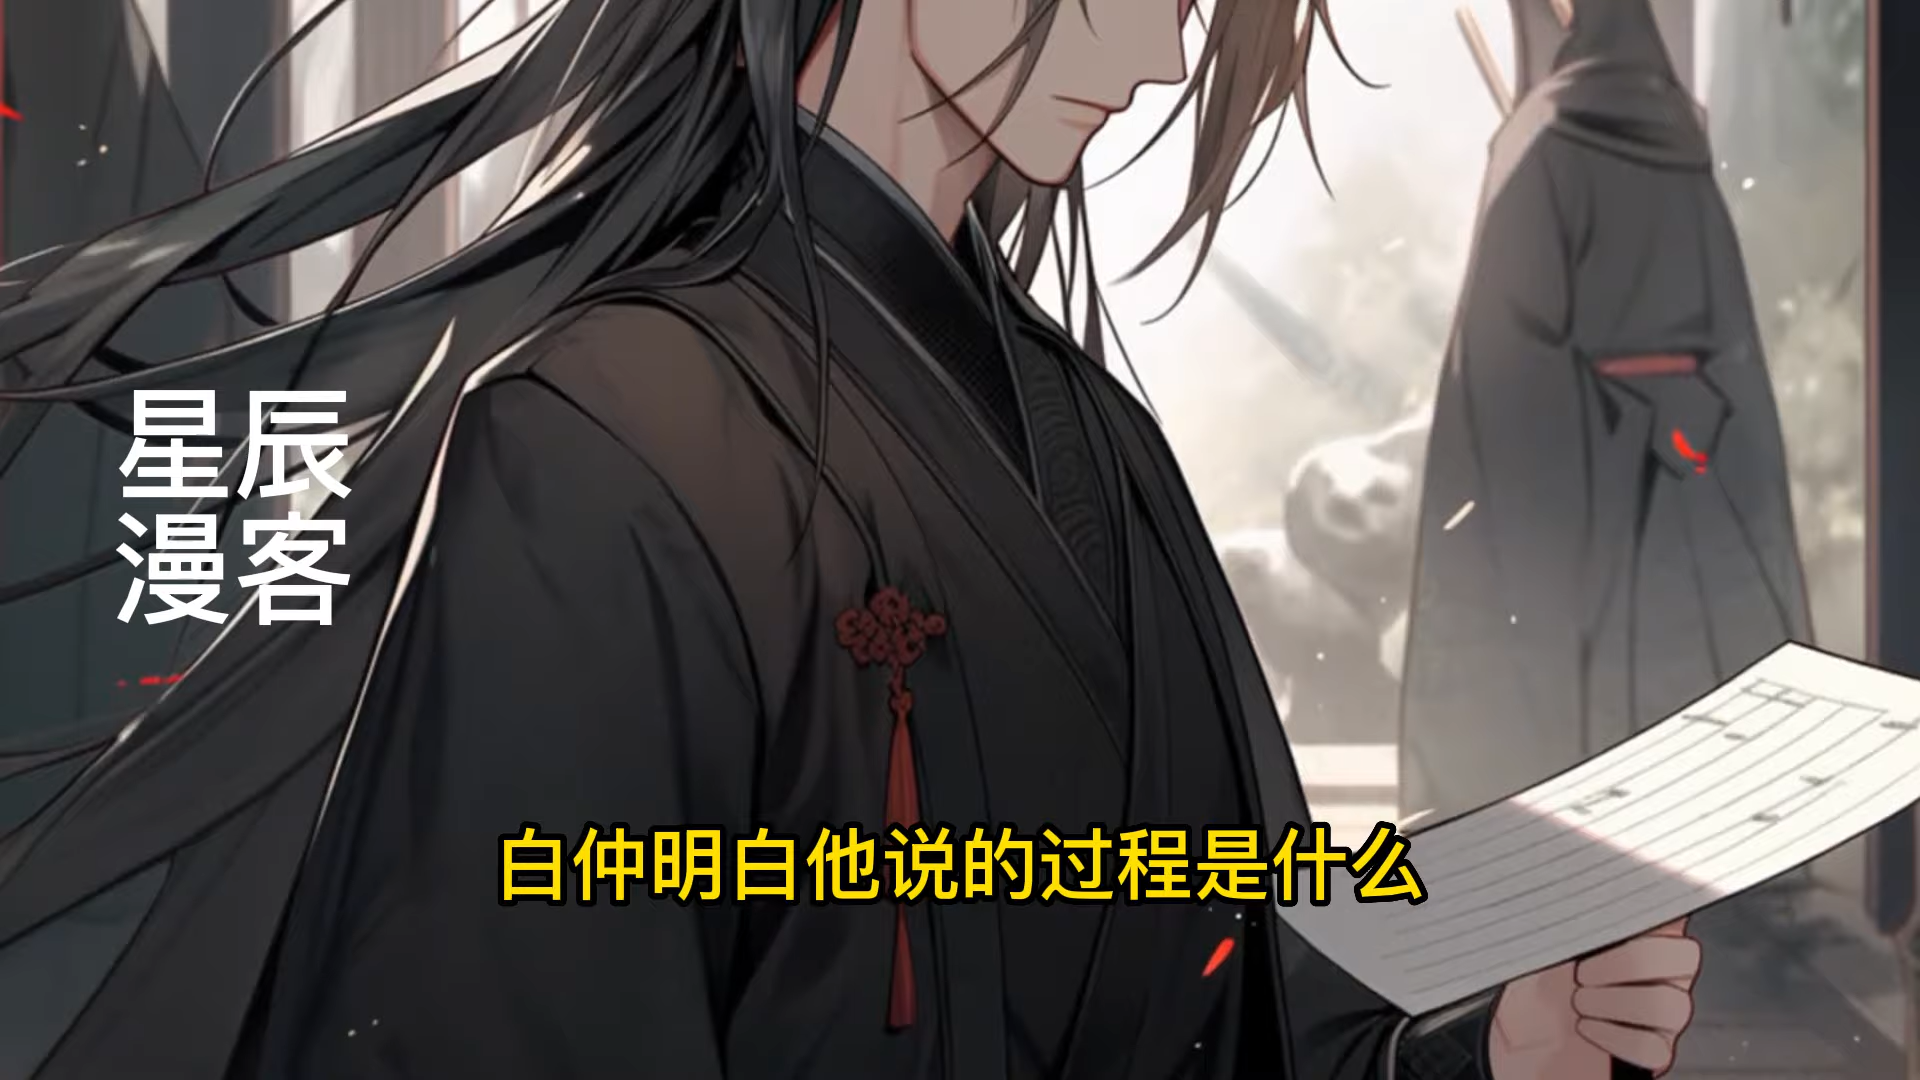 星辰
漫客
白仲明白他说的过程是什么